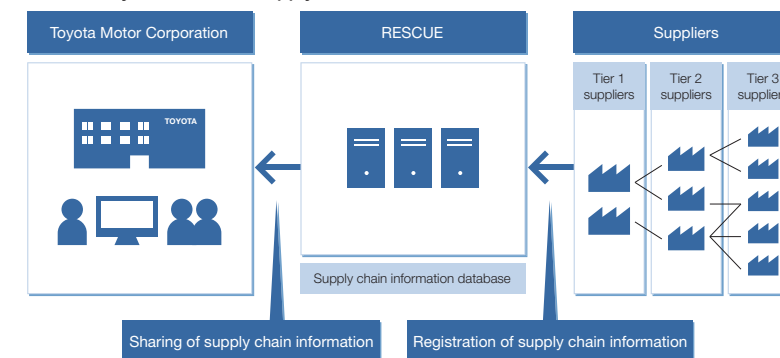 Toyota Motor Corporation
RESCUE
Suppliers
Tier 1
suppliers
Tier 2
suppliers
Tier 3
TOYOTA
Supply chain information database
Sharing of supply chain information
Registration of supply chain information